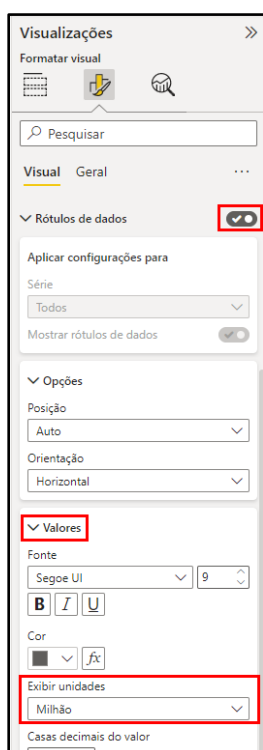 Visualizações
Formatar visual
Pesquisar
Visual Geral
Rótulos de dados
Aplicar configurações para
Série
Todos
Mostrar rótulos de dados
Opções
Posição
Auto
Orientação
Horizontal
Valores
Fonte
Segoe UI 9
B I U
Cor
fx
Exibir unidades
Milhão
Casas decimais do valor